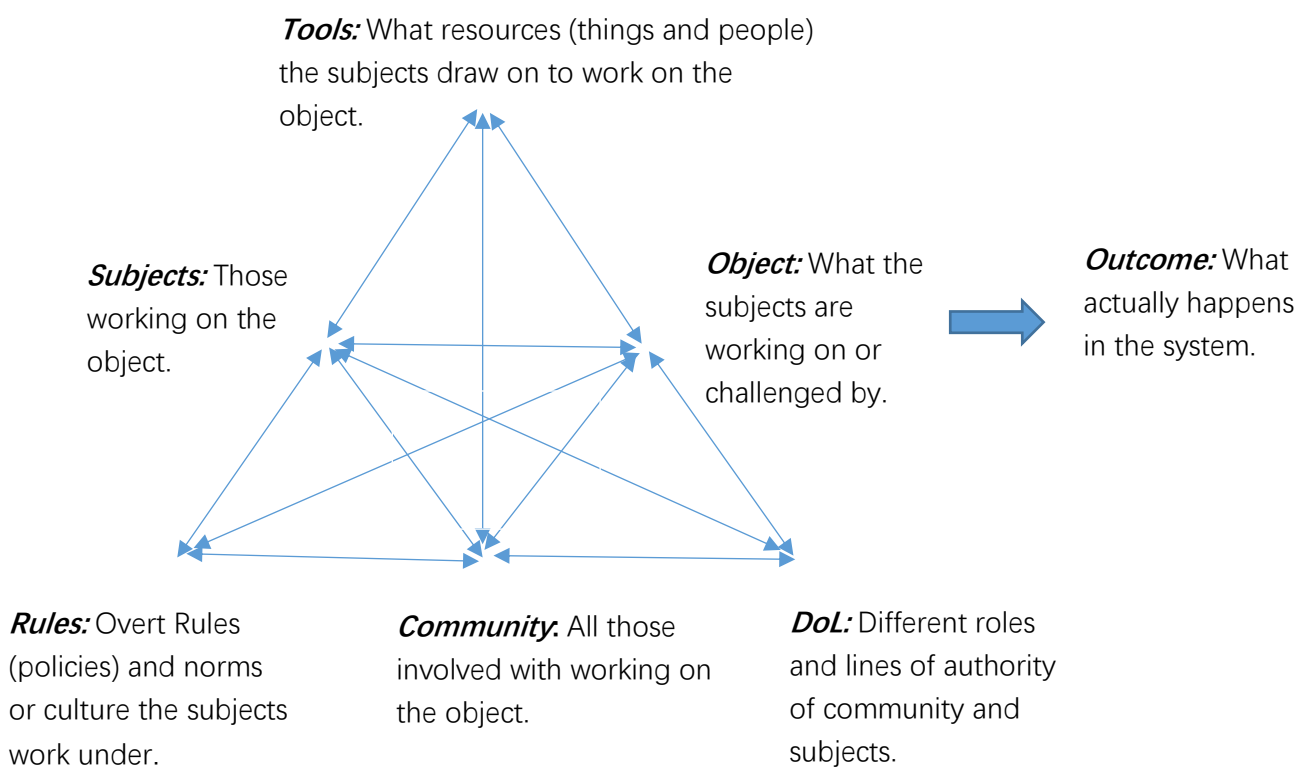 Tools: What resources (things and people)
the subjects draw on to work on the
object.
Subjects: Those
working on the
object.
Object: What the
subjects are
working on or
challenged by.
Outcome: What
actually happens
in the system.
Rules: Overt Rules
(policies) and norms
or culture the subjects
work under.
Community: All those
involved with working on
the object.
DoL: Different roles
and lines of authority
of community and
subjects.